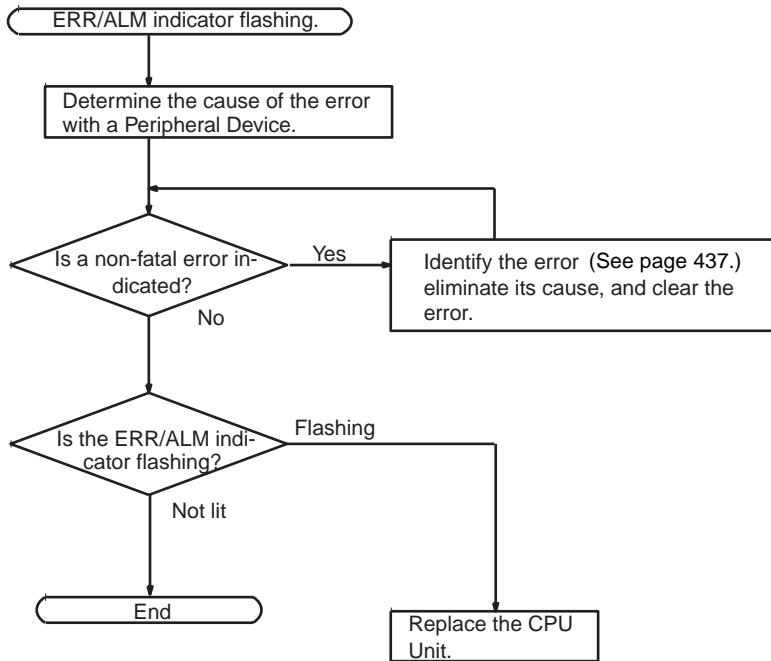 ERR/ALM indicator flashing.
Determine the cause of the error
with a Peripheral Device.
Is a non-fatal error in-
dicated?
Yes
Identify the error (See page 437.)
eliminate its cause, and clear the
error.
No
Is the ERR/ALM indi-
cator flashing?
Flashing
Not lit
End
Replace the CPU
Unit.